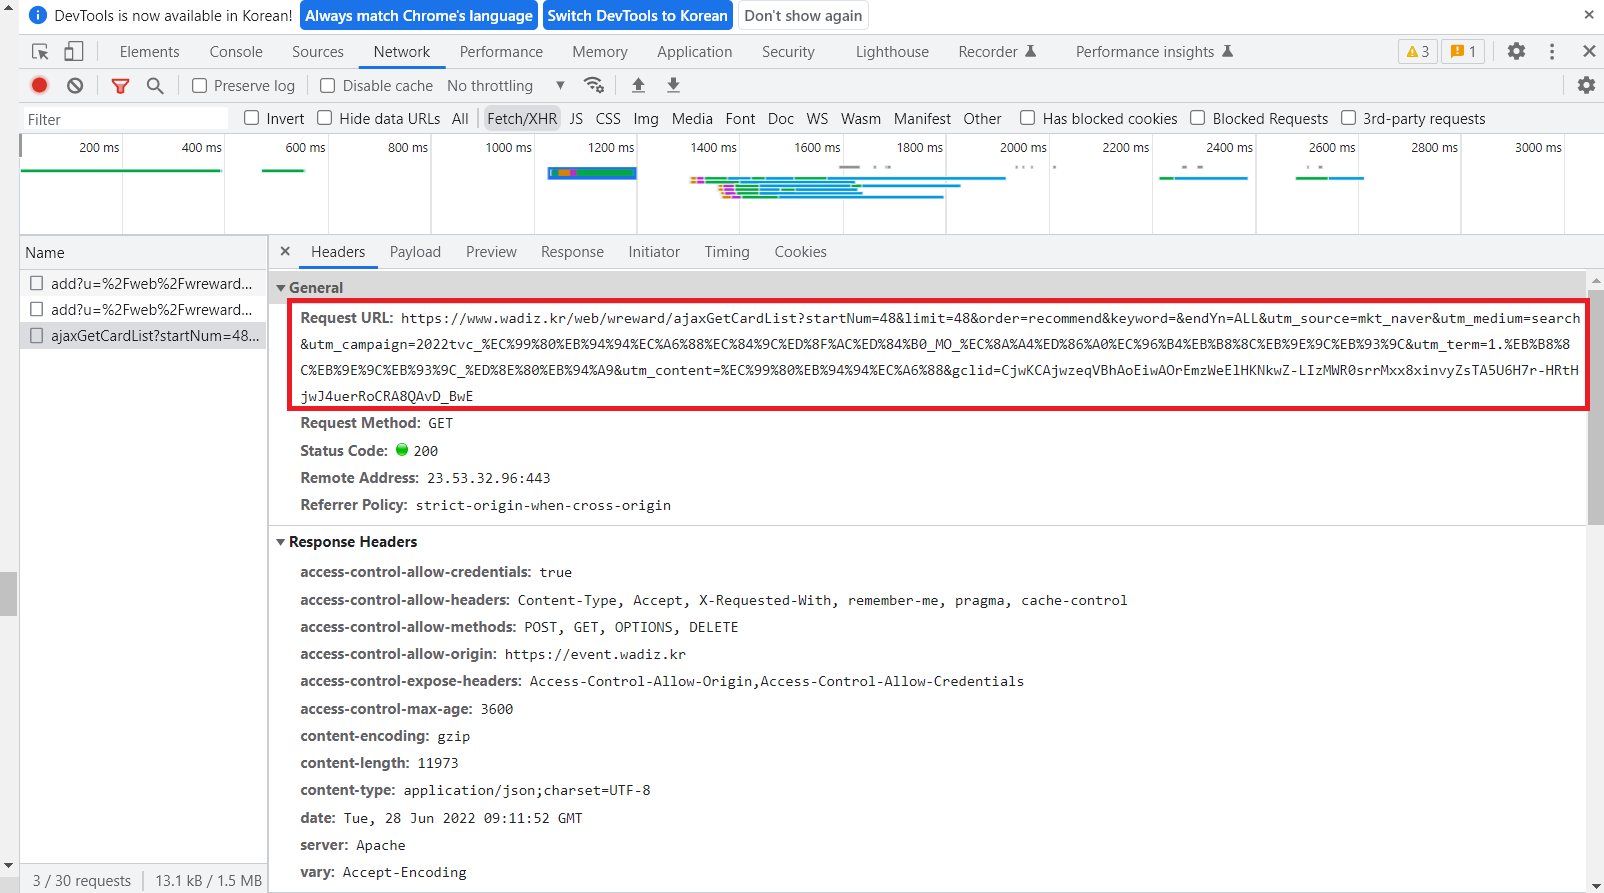 DevTools is now available in Korean! Always match Chrome's language Switch DevTools to Korean Don't show again
Elements Console Sources Network Performance Memory Application Security Lighthouse Recorder Performance insights 3 1
Preserve log Disable cache No throttling
Filter Invert Hide data URLs All Fetch/XHR JS CSS Img Media Font Doc WS Wasm Manifest Other Has blocked cookies Blocked Requests 3rd-party requests
200 ms 400 ms 600 ms 800 ms 1000 ms 1200 ms 1400 ms 1600 ms 1800 ms 2000 ms 2200 ms 2400 ms 2600 ms 2800 ms 3000 ms
Name
add?u=%2Fweb%2Fwreward...
add?u=%2Fweb%2Fwreward...
ajaxGetCardList?startNum=48...
Headers Payload Preview Response Initiator Timing Cookies
General
Request URL: https://www.wadiz.kr/web/wreward/ajaxGetCardList?startNum=48&limit=48&order=recommend&keyword=&endYn=ALL&utm_source=mkt_naver&utm_medium=search
&utm_campaign=2022tvc_%EC%99%80%EB%94%94%EC%A6%88%EC%84%9C%ED%8F%AC%ED%84%B0_MO_%EC%8A%A4%ED%86%A0%EC%96%B4%EB%B8%8C%EB%9E%9C%EB%93%9C&utm_term=1.%EB%B8%8
C%EB%9E%9C%EB%93%9C_%ED%8E%80%EB%94%A9&utm_content=%EC%99%80%EB%94%94%EC%A6%88&gclid=CjwKCAjwzeqVBhAoEiwAOrEmzWeElHKNkwZ-LIzMWR0srrMxx8xinvyZsTA5U6H7r-HRtH
jwJ4uerRoCRA8QAvD_BwE
Request Method: GET
Status Code: 200
Remote Address: 23.53.32.96:443
Referrer Policy: strict-origin-when-cross-origin
Response Headers
access-control-allow-credentials: true
access-control-allow-headers: Content-Type, Accept, X-Requested-With, remember-me, pragma, cache-control
access-control-allow-methods: POST, GET, OPTIONS, DELETE
access-control-allow-origin: https://event.wadiz.kr
access-control-expose-headers: Access-Control-Allow-Origin,Access-Control-Allow-Credentials
access-control-max-age: 3600
content-encoding: gzip
content-length: 11973
content-type: application/json;charset=UTF-8
date: Tue, 28 Jun 2022 09:11:52 GMT
server: Apache
vary: Accept-Encoding
3 / 30 requests 13.1 kB / 1.5 MB